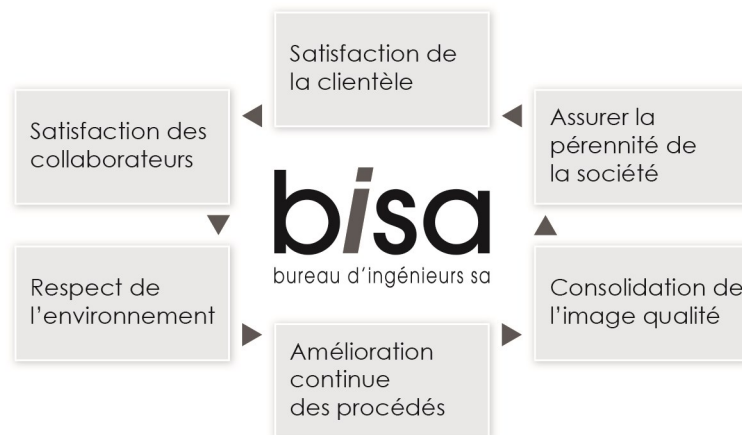 Satisfaction de
la clientèle
Satisfaction des
collaborateurs
Assurer la
pérennité de
la société
bisa
bureau d'ingénieurs sa
Respect de
l'environnement
Consolidation de
l'image qualité
Amélioration
continue
des procédés